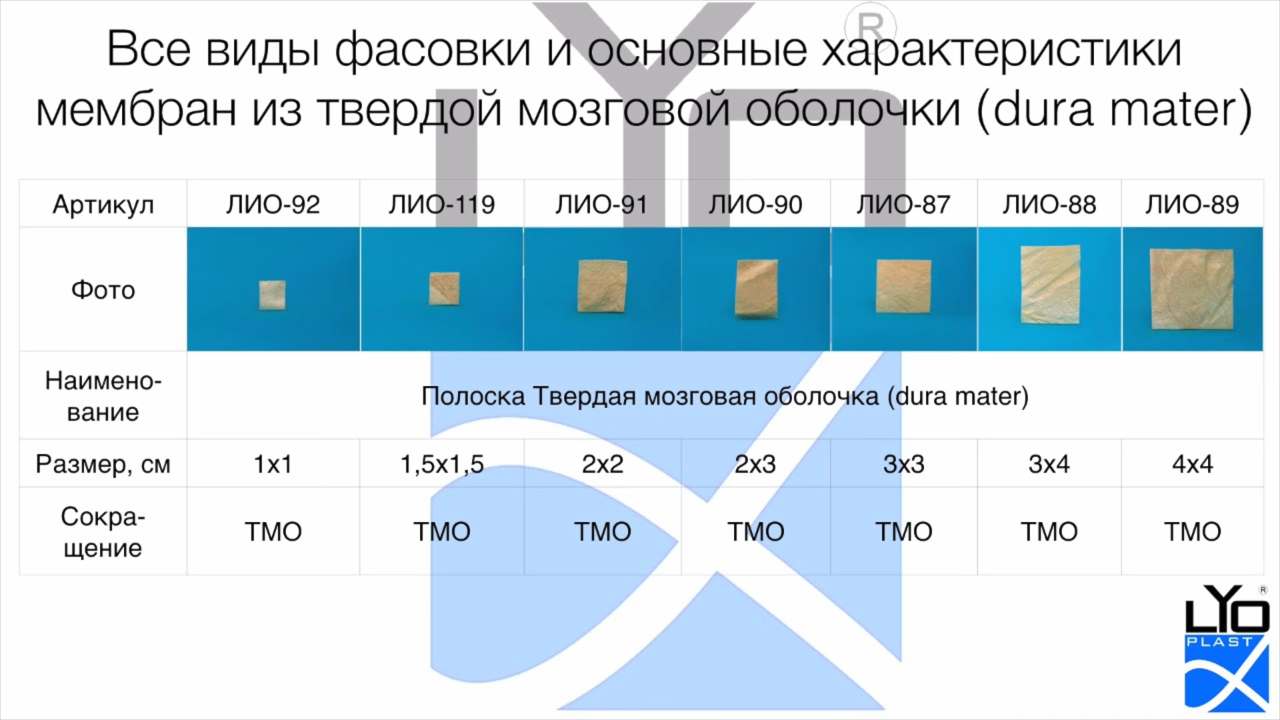 Все виды фасовки и основные характеристики
мембран из твердой мозговой оболочки (dura mater)
Артикул ЛИО-92 ЛИО-119 ЛИО-91 ЛИО-90 ЛИО-87 ЛИО-88 ЛИО-89
Фото
Наимено-
вание
Полоска Твердая мозговая оболочка (dura mater)
Размер, см 1x1 1,5x1,5 2x2 2x3 3x3 3x4 4x4
Сокра-
щение
ТМО ТМО ТМО ТМО ТМО ТМО ТМО
LYO ®
PLAST
LYO ®